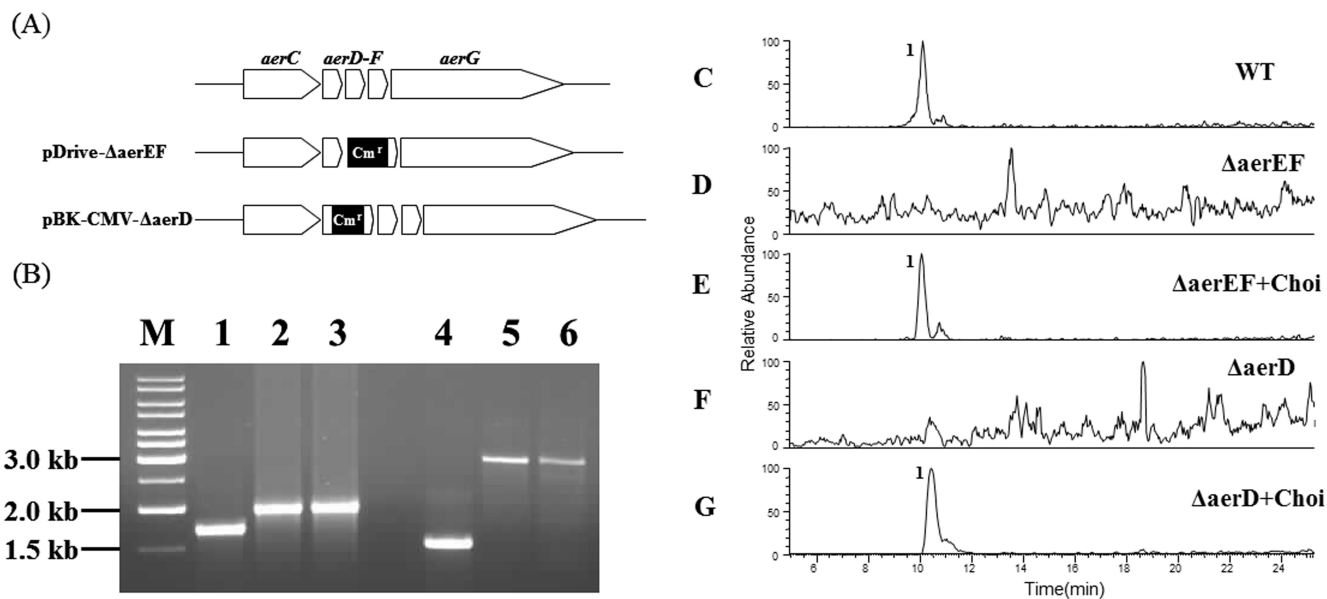 (A)
aerC aerD-F aerG
pDrive-ΔaerEF Cm r
pBK-CMV-ΔaerD Cm r
(B)
M 1 2 3 4 5 6
3.0 kb
2.0 kb
1.5 kb
C 100 50 0 1 WT
D 100 50 0 ΔaerEF
E 100 50 0 1 ΔaerEF+Choi
F 100 50 0 ΔaerD
G 100 50 0 1 ΔaerD+Choi
Relative Abundance
6 8 10 12 14 16 18 20 22 24
Time(min)